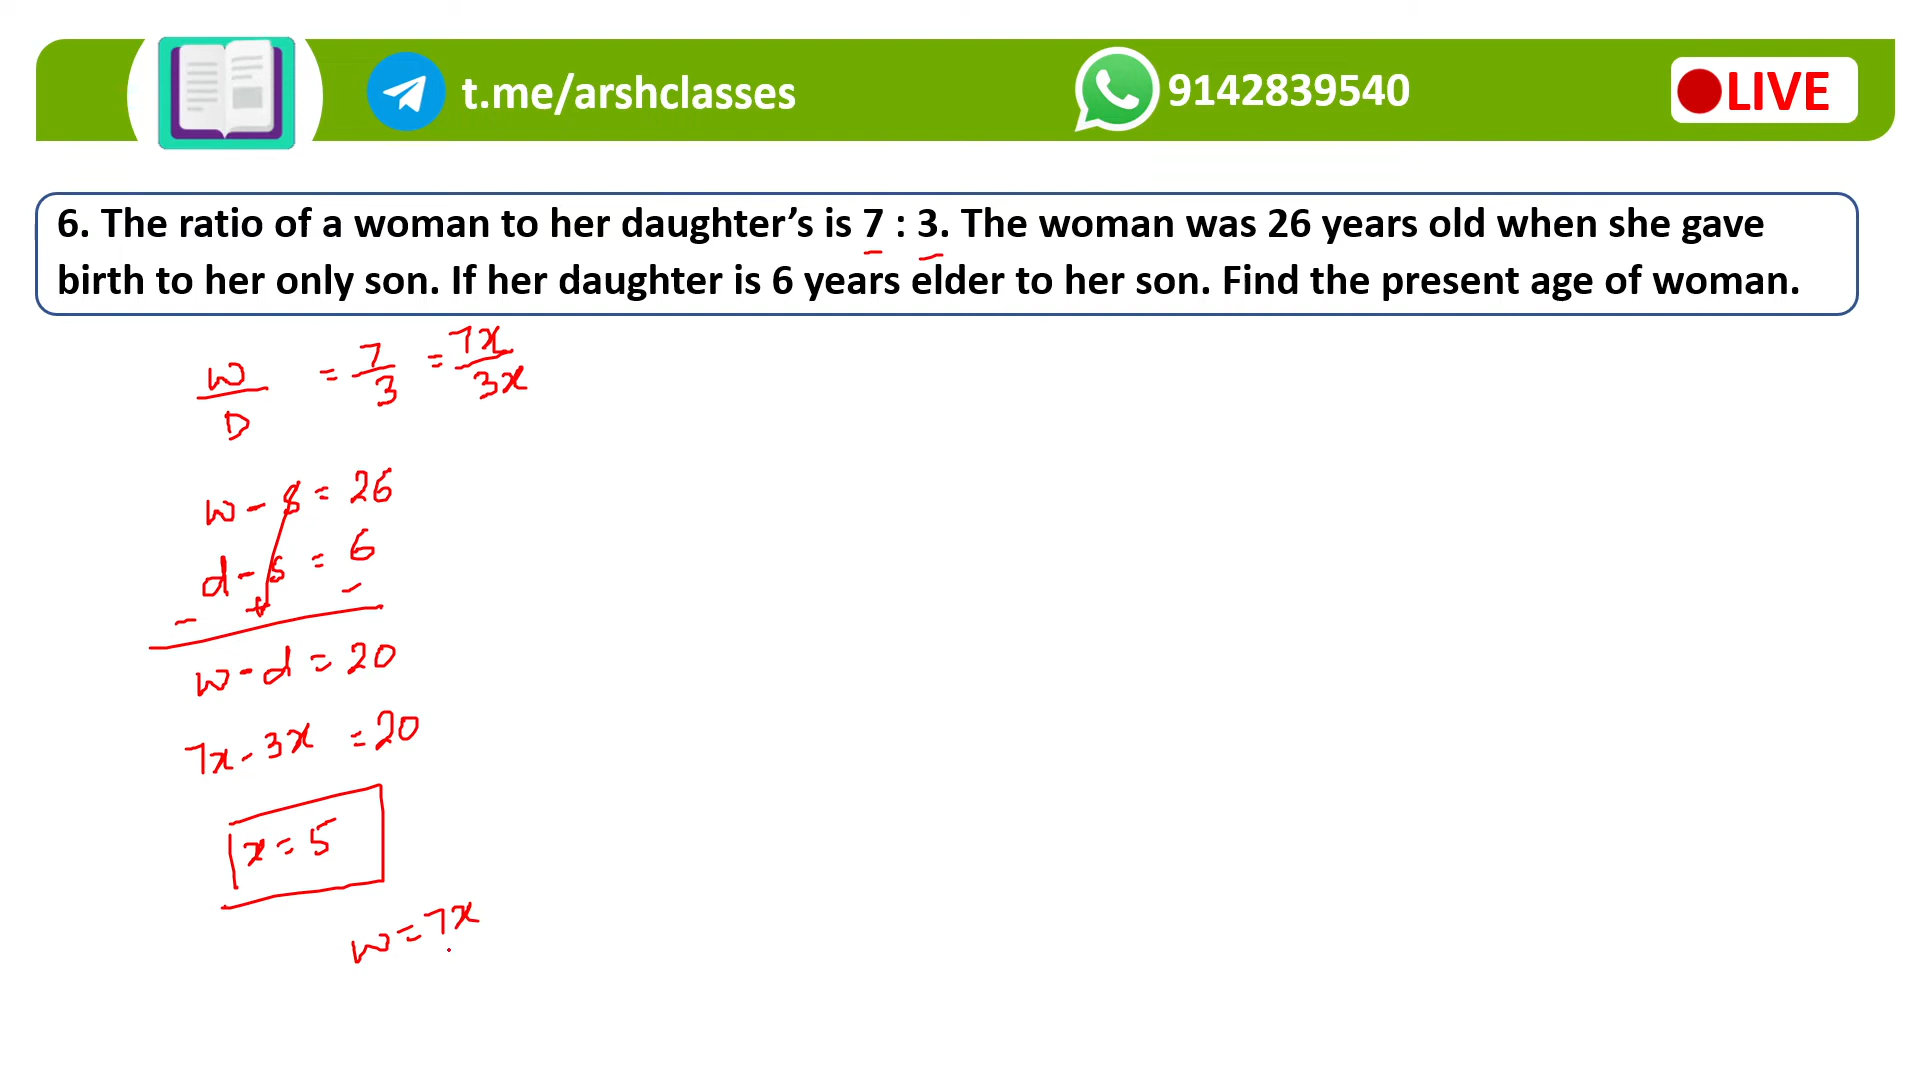 t.me/arshclasses 9142839540 LIVE
6. The ratio of a woman to her daughter’s is 7 : 3. The woman was 26 years old when she gave
birth to her only son. If her daughter is 6 years elder to her son. Find the present age of woman.
W/D = 7/3 = 7x/3x
w - s = 26
d - s = 6
- + -
w - d = 20
7x - 3x = 20
x = 5
w = 7x